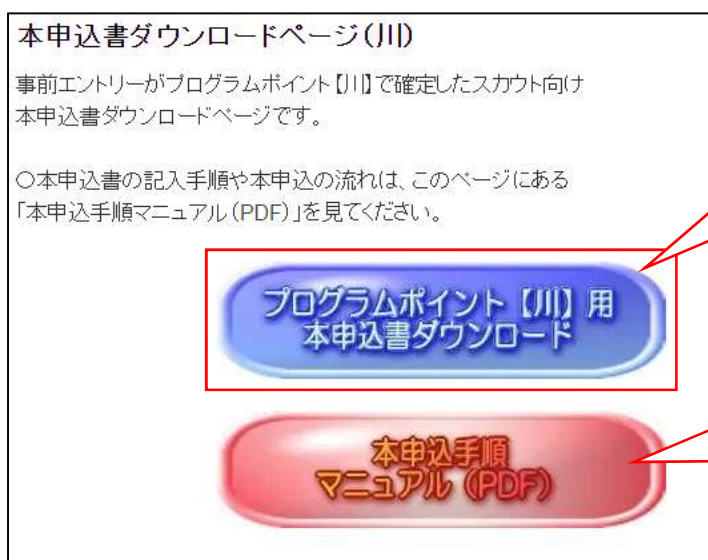 本申込書ダウンロードページ(川)
事前エントリーがプログラムポイント【川】で確定したスカウト向け
本申込書ダウンロードページです。
○本申込書の記入手順や本申込の流れは、このページにある
「本申込手順マニュアル(PDF)」を見てください。
プログラムポイント【川】用
本申込書ダウンロード
本申込手順
マニュアル(PDF)